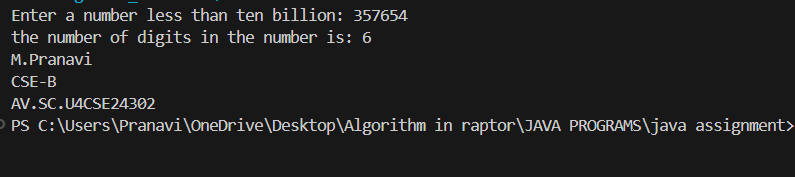 Enter a number less than ten billion: 357654
the number of digits in the number is: 6
M.Pranavi
CSE-B
AV.SC.U4CSE24302
PS C:\Users\Pranavi\OneDrive\Desktop\Algorithm in raptor\JAVA PROGRAMS\java assignment>